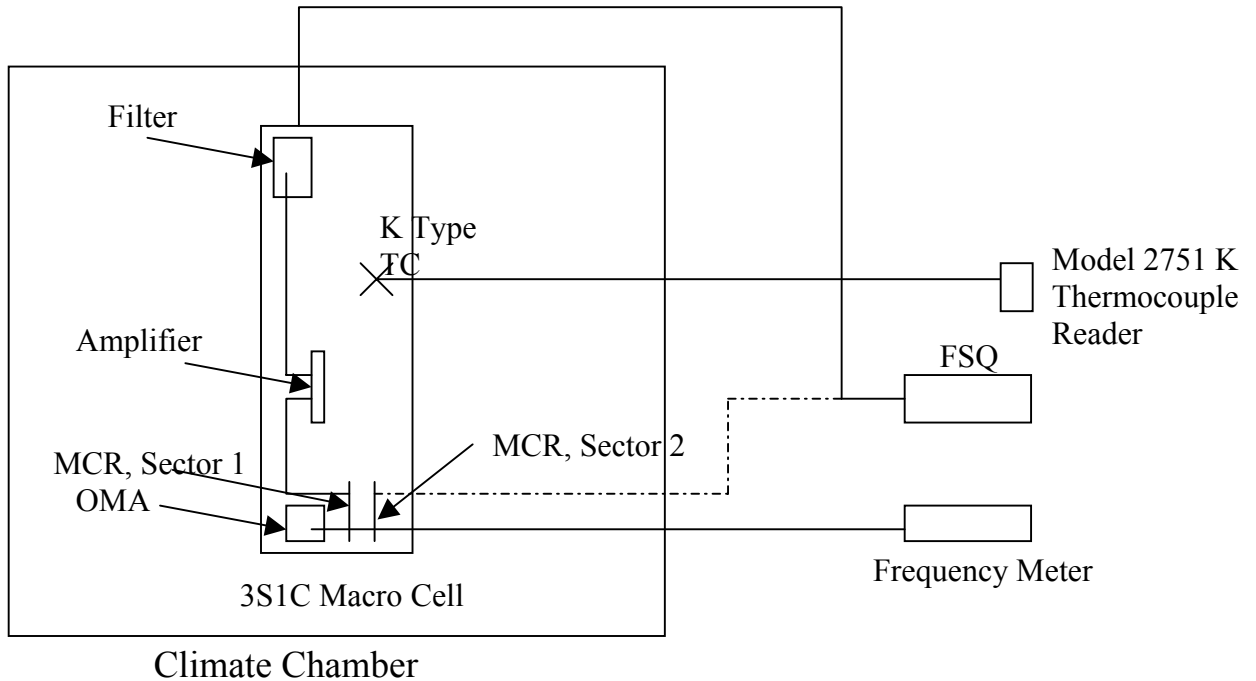 Filter
K Type
TC
Model 2751 K
Thermocouple
Reader
Amplifier
FSQ
MCR, Sector 2
MCR, Sector 1
OMA
Frequency Meter
3S1C Macro Cell
Climate Chamber